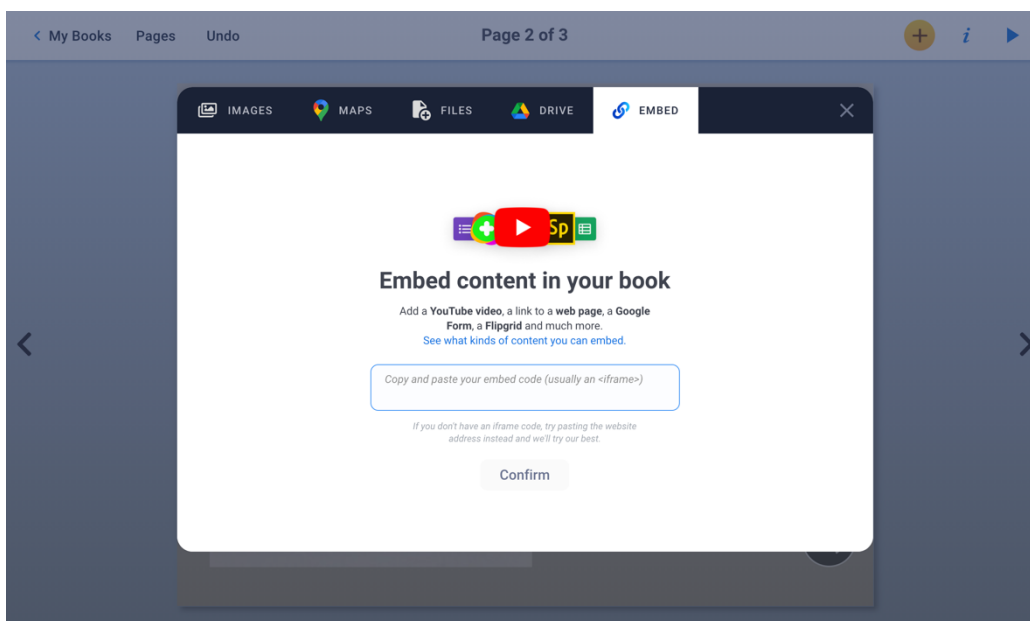 My Books Pages Undo Page 2 of 3 i
IMAGES MAPS FILES DRIVE EMBED
Sp
Embed content in your book
Add a YouTube video, a link to a web page, a Google
Form, a Flipgrid and much more.
See what kinds of content you can embed.
Copy and paste your embed code (usually an <iframe>)
If you don't have an iframe code, try pasting the website
address instead and we'll try our best.
Confirm